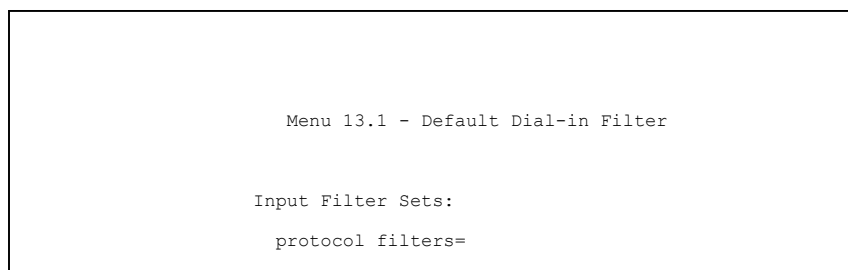 Menu 13.1 - Default Dial-in Filter
Input Filter Sets:
protocol filters=